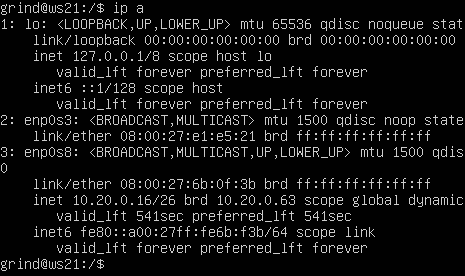 grind@ws21:/$ ip a
1: lo: <LOOPBACK,UP,LOWER_UP> mtu 65536 qdisc noqueue stat
    link/loopback 00:00:00:00:00:00 brd 00:00:00:00:00:00
    inet 127.0.0.1/8 scope host lo
       valid_lft forever preferred_lft forever
    inet6 ::1/128 scope host
       valid_lft forever preferred_lft forever
2: enp0s3: <BROADCAST,MULTICAST> mtu 1500 qdisc noop state
    link/ether 08:00:27:e1:e5:21 brd ff:ff:ff:ff:ff:ff
3: enp0s8: <BROADCAST,MULTICAST,UP,LOWER_UP> mtu 1500 qdis
0
    link/ether 08:00:27:6b:0f:3b brd ff:ff:ff:ff:ff:ff
    inet 10.20.0.16/26 brd 10.20.0.63 scope global dynamic
       valid_lft 541sec preferred_lft 541sec
    inet6 fe80::a00:27ff:fe6b:f3b/64 scope link
       valid_lft forever preferred_lft forever
grind@ws21:/$